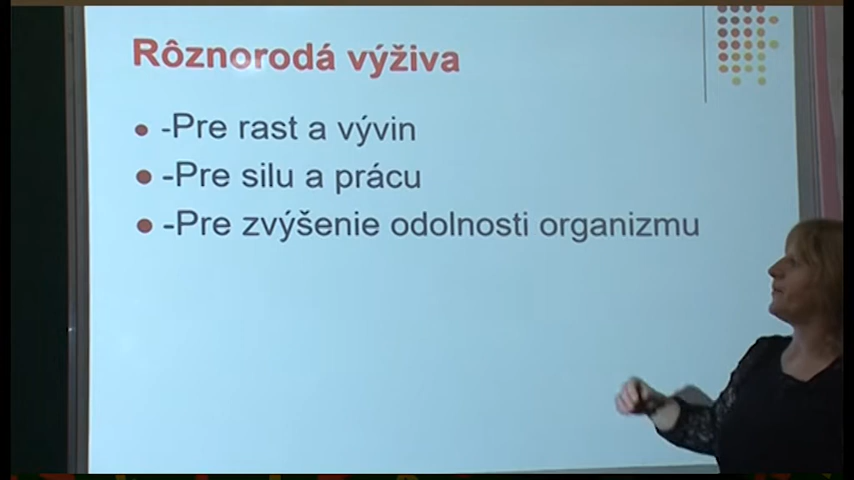 Rôznorodá výživa
-Pre rast a vývin
-Pre silu a prácu
-Pre zvýšenie odolnosti organizmu